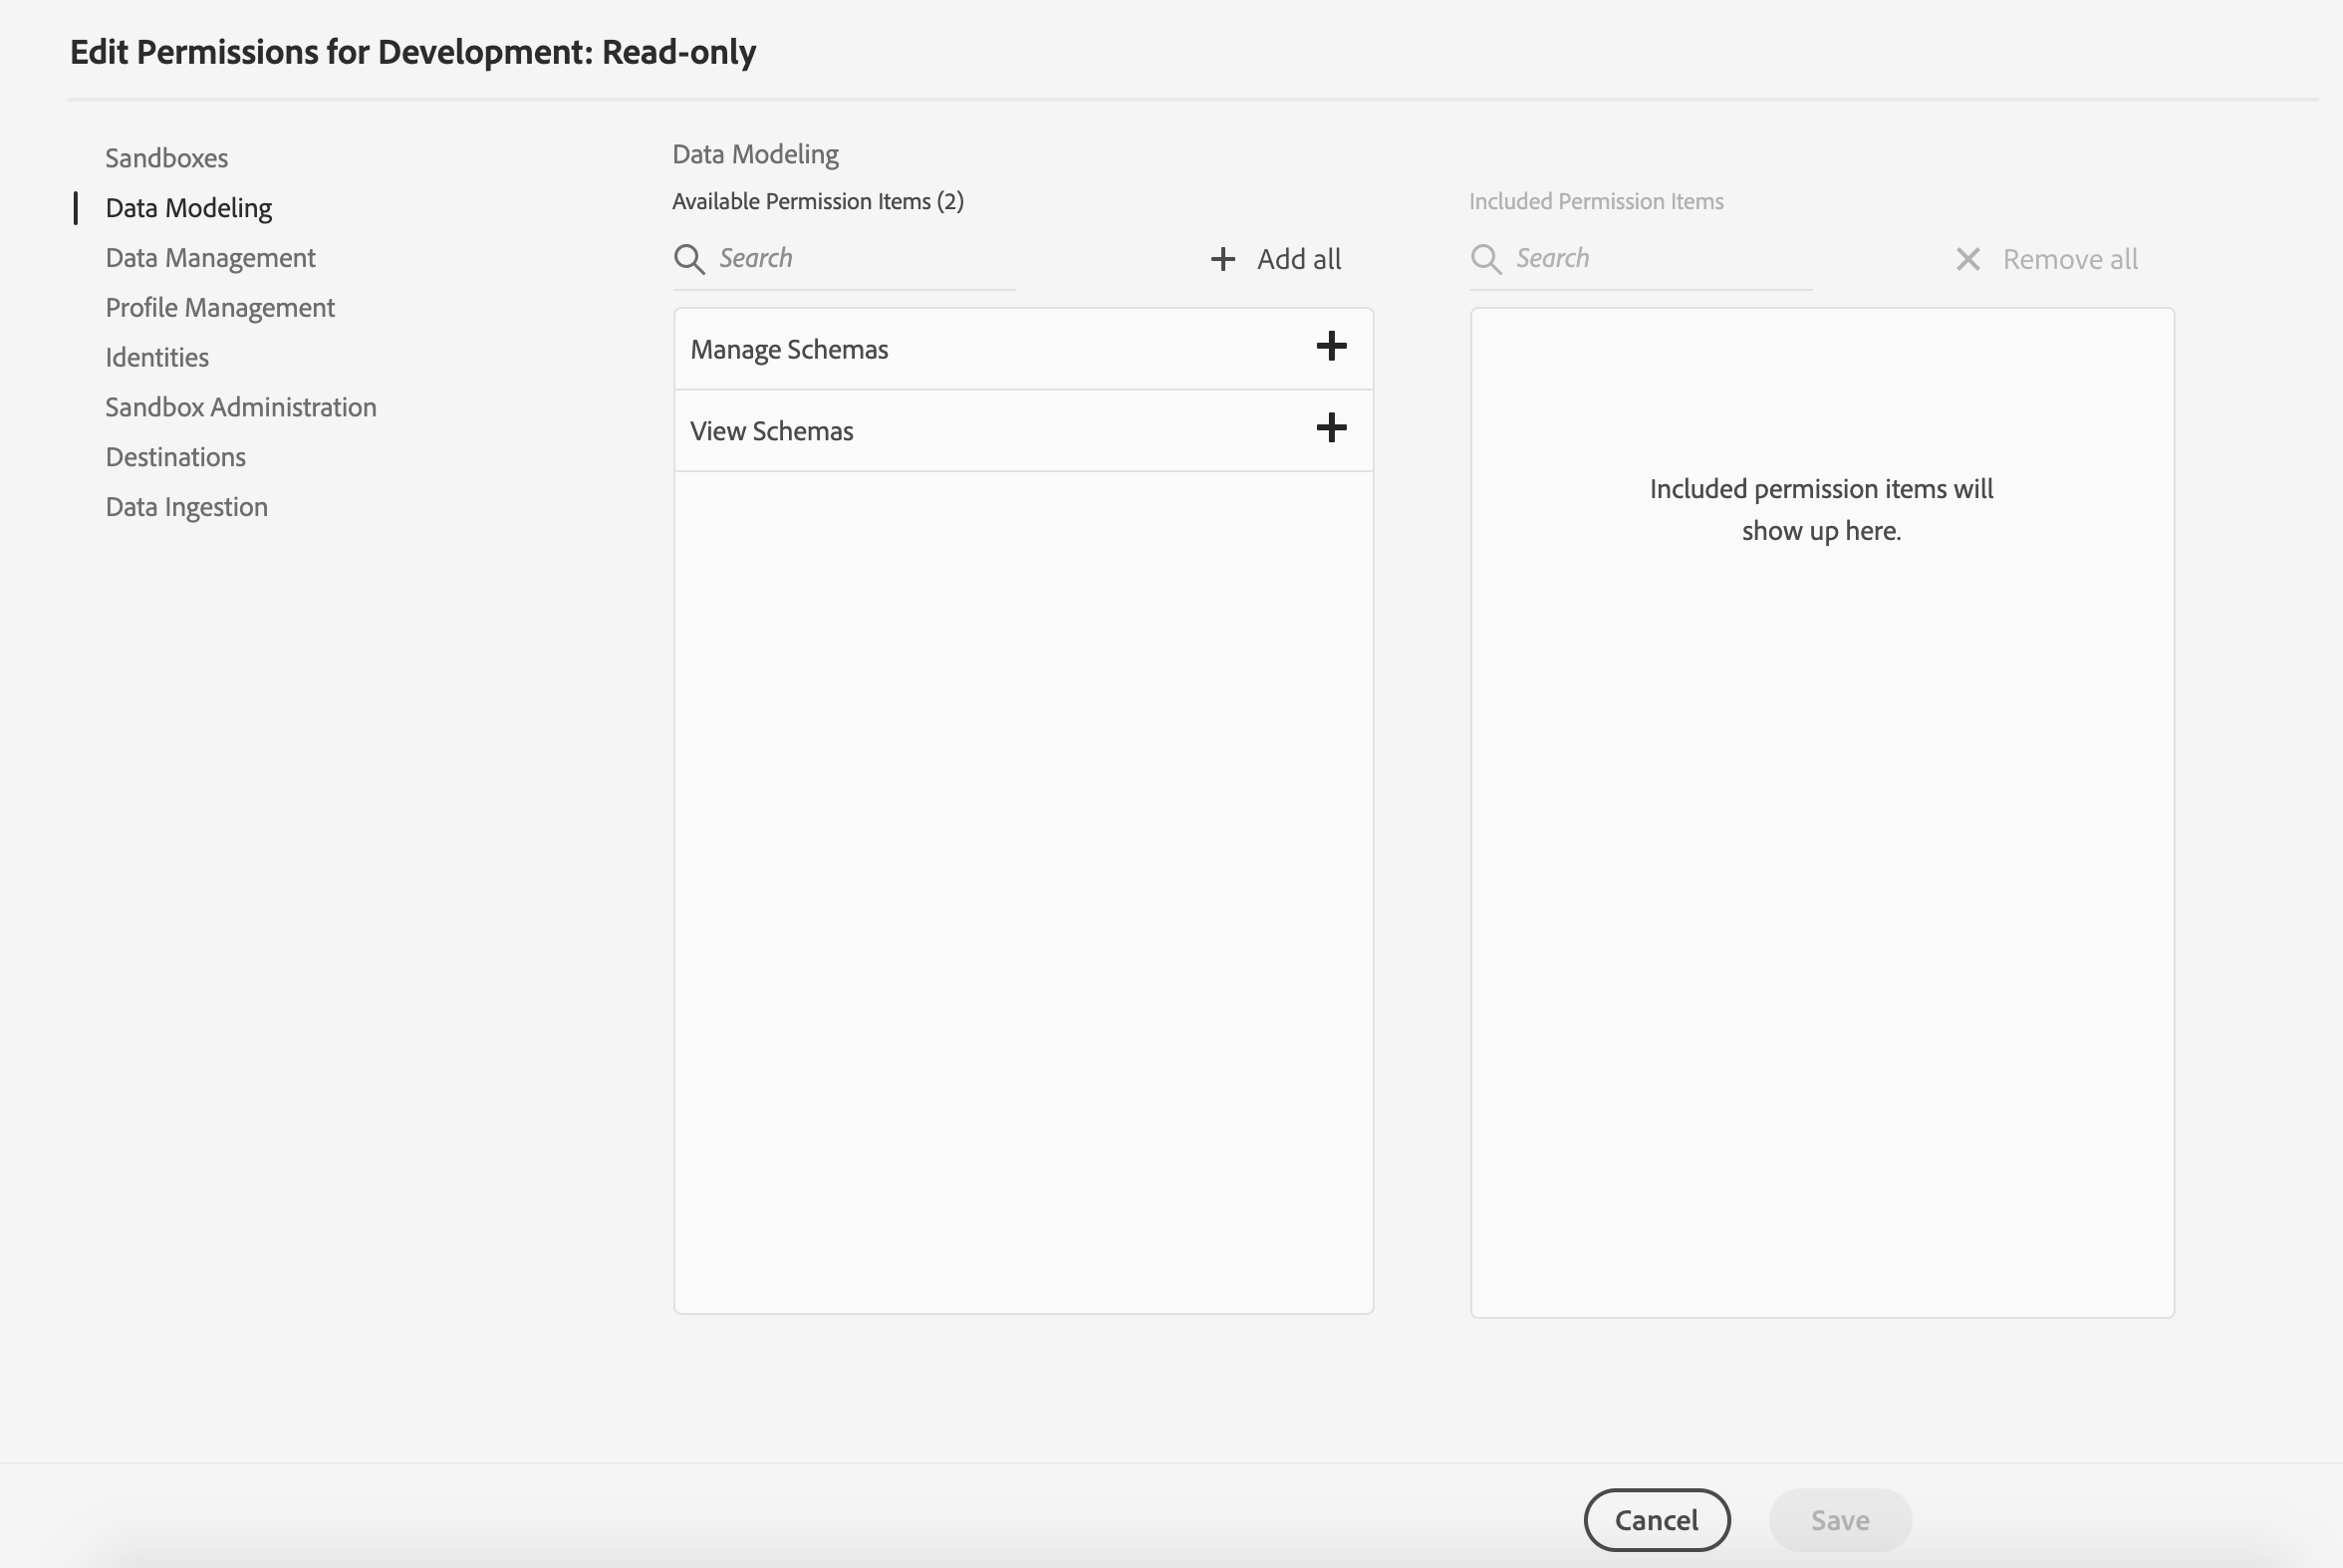 Edit Permissions for Development: Read-only
Sandboxes
Data Modeling
Data Management
Profile Management
Identities
Sandbox Administration
Destinations
Data Ingestion
Data Modeling
Available Permission Items (2)
Search
Add all
Manage Schemas
View Schemas
Included Permission Items
Search
Remove all
Included permission items will
show up here.
Cancel
Save